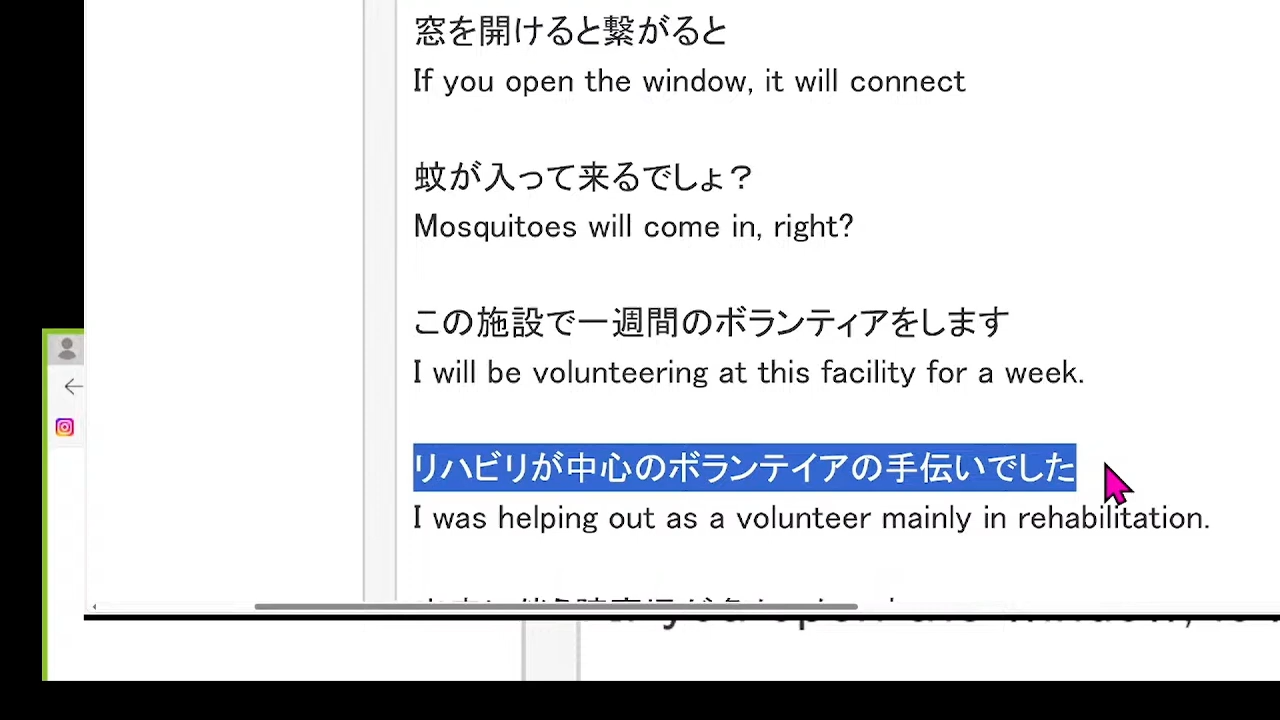 窓を開けると繋がると
If you open the window, it will connect
蚊が入って来るでしょ？
Mosquitoes will come in, right?
この施設で一週間のボランティアをします
I will be volunteering at this facility for a week.
リハビリが中心のボランテイアの手伝いでした
I was helping out as a volunteer mainly in rehabilitation.